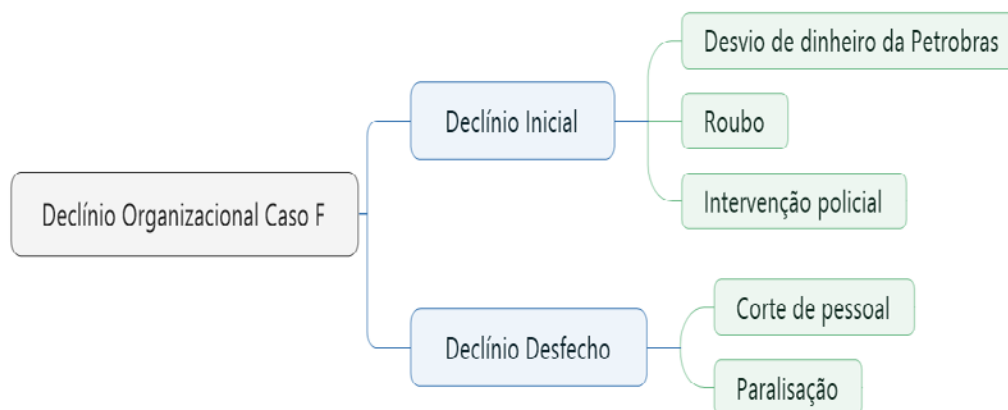 Declínio Organizacional Caso F
Declínio Inicial
Desvio de dinheiro da Petrobras
Roubo
Intervenção policial
Declínio Desfecho
Corte de pessoal
Paralisação